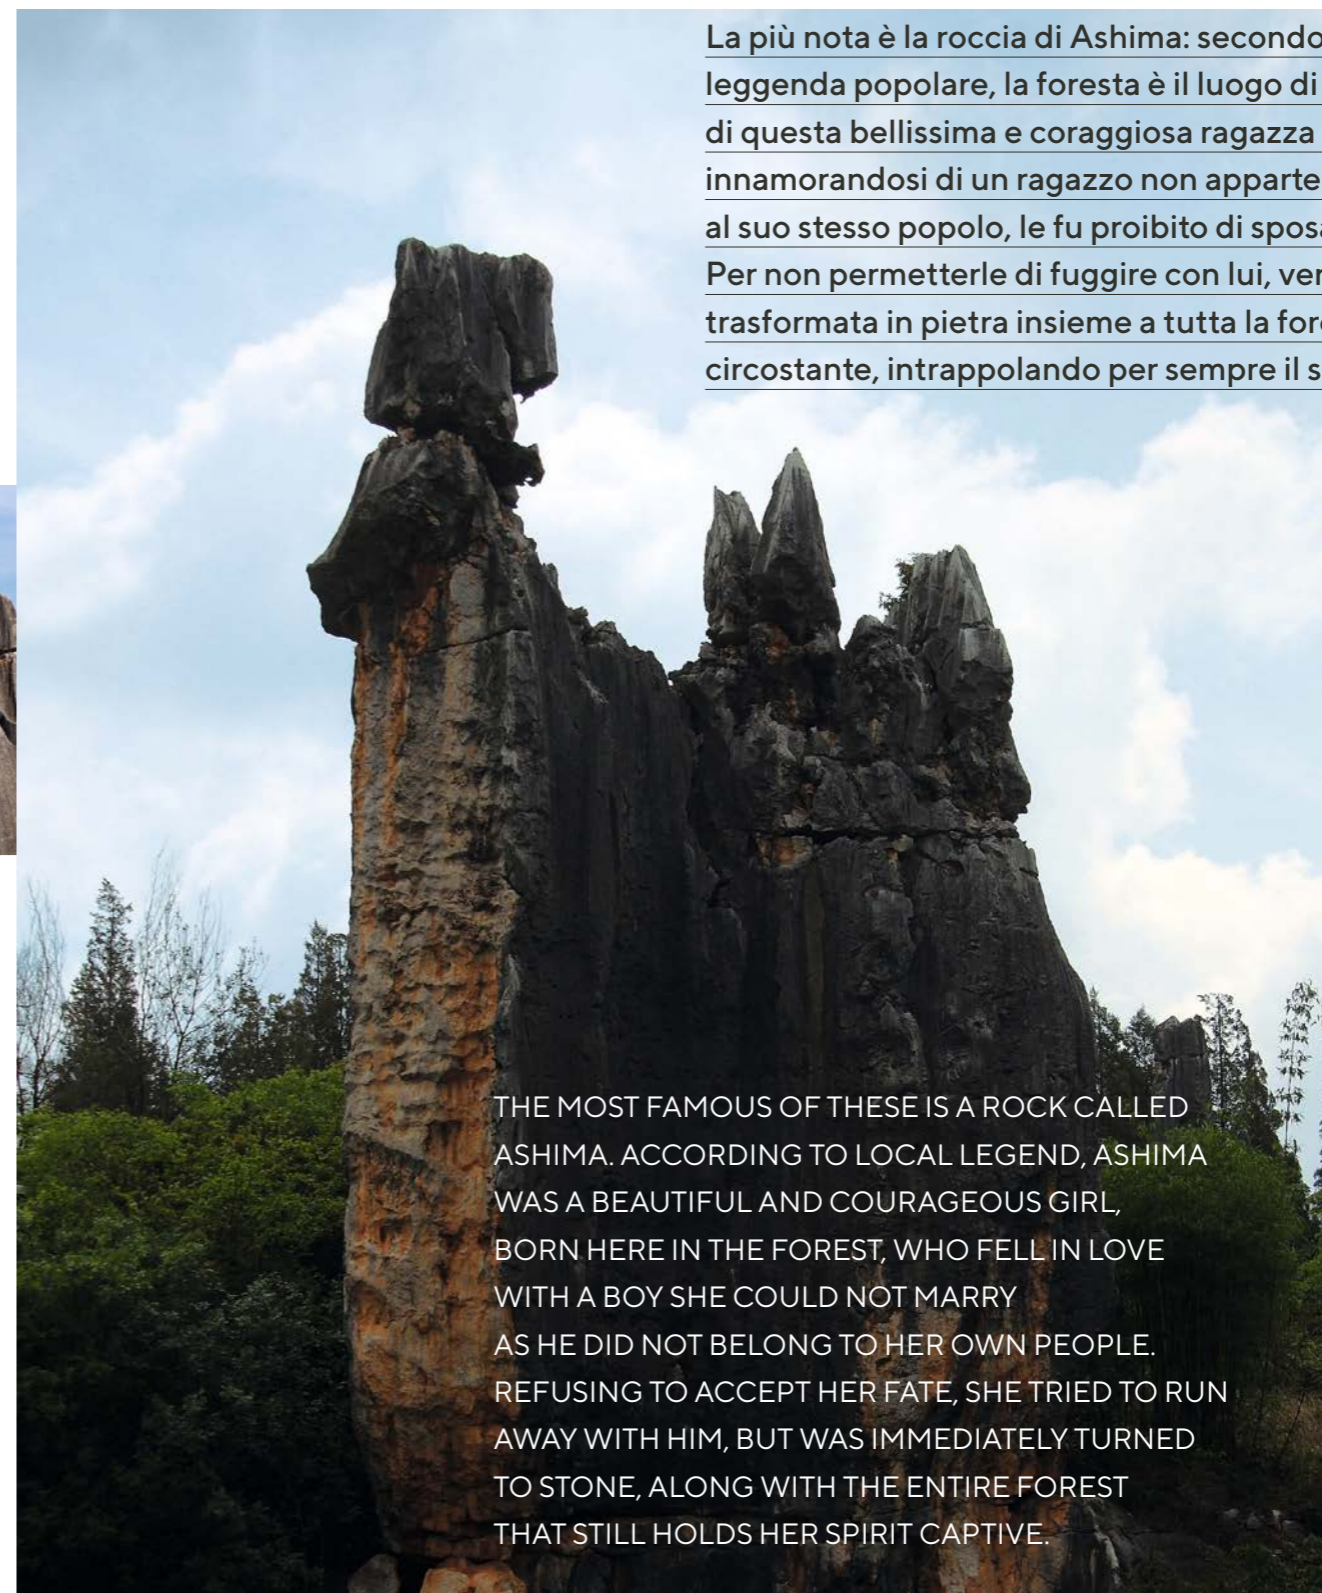 La più nota è la roccia di Ashima: secondo
leggenda popolare, la foresta è il luogo di
di questa bellissima e coraggiosa ragazza
innamorandosi di un ragazzo non
al suo stesso popolo, le fu proibito di
Per non permetterle di fuggire con lui,
trasformata in pietra insieme a tutta la
circostante, intrappolando per sempre il
THE MOST FAMOUS OF THESE IS A ROCK CALLED
ASHIMA. ACCORDING TO LOCAL LEGEND, ASHIMA
WAS A BEAUTIFUL AND COURAGEOUS GIRL,
BORN HERE IN THE FOREST, WHO FELL IN LOVE
WITH A BOY SHE COULD NOT MARRY
AS HE DID NOT BELONG TO HER OWN PEOPLE.
REFUSING TO ACCEPT HER FATE, SHE TRIED TO RUN
AWAY WITH HIM, BUT WAS IMMEDIATELY TURNED
TO STONE, ALONG WITH THE ENTIRE FOREST
THAT STILL HOLDS HER SPIRIT CAPTIVE.